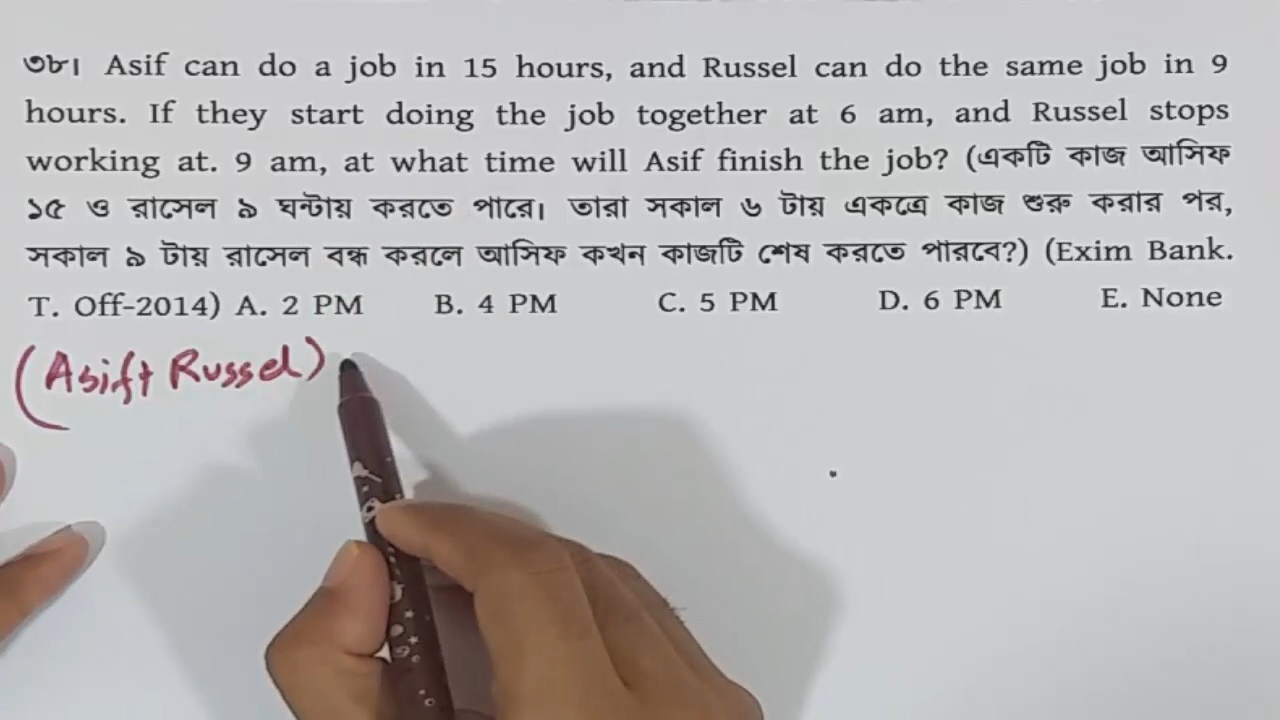 ৩৮। Asif can do a job in 15 hours, and Russel can do the same job in 9
hours. If they start doing the job together at 6 am, and Russel stops
working at. 9 am, at what time will Asif finish the job? (একটি কাজ আসিফ
১৫ ও রাসেল ৯ ঘন্টায় করতে পারে। তারা সকাল ৬ টায় একত্রে কাজ শুরু করার পর,
সকাল ৯ টায় রাসেল বন্ধ করলে আসিফ কখন কাজটি শেষ করতে পারবে?) (Exim Bank.
T. Off-2014) A. 2 PM B. 4 PM C. 5 PM D. 6 PM E. None
(Asif+ Russel)